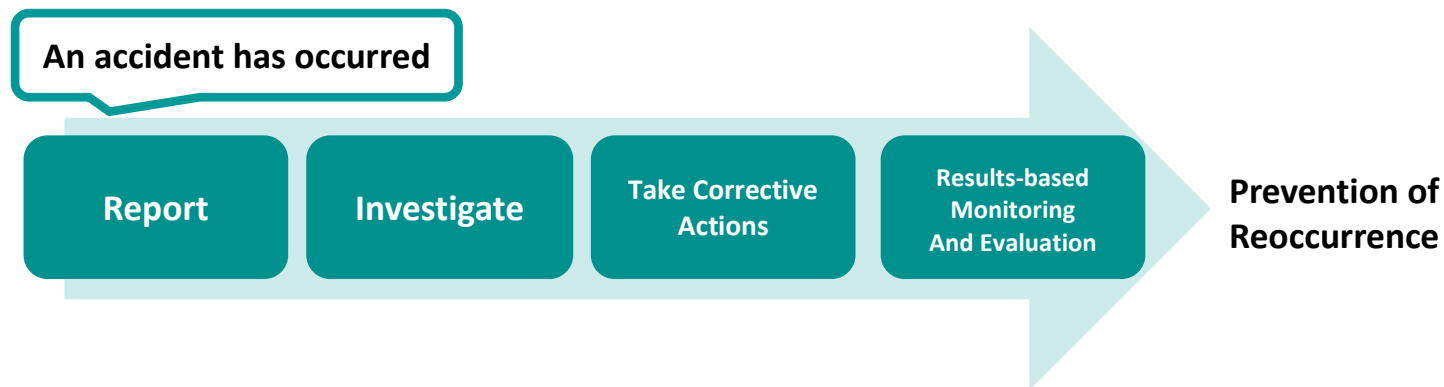 An accident has occurred
Report
Investigate
Take Corrective
Actions
Results-based
Monitoring
And Evaluation
Prevention of
Reoccurrence